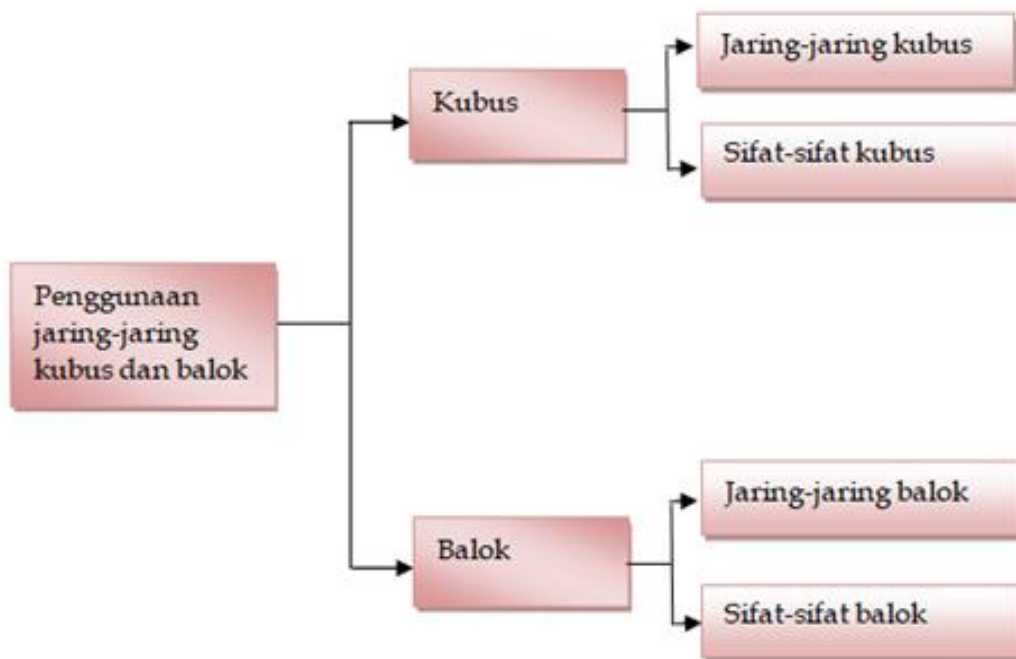 Jaring-jaring kubus
Kubus
Sifat-sifat kubus
Penggunaan
jaring-jaring
kubus dan balok
Jaring-jaring balok
Balok
Sifat-sifat balok